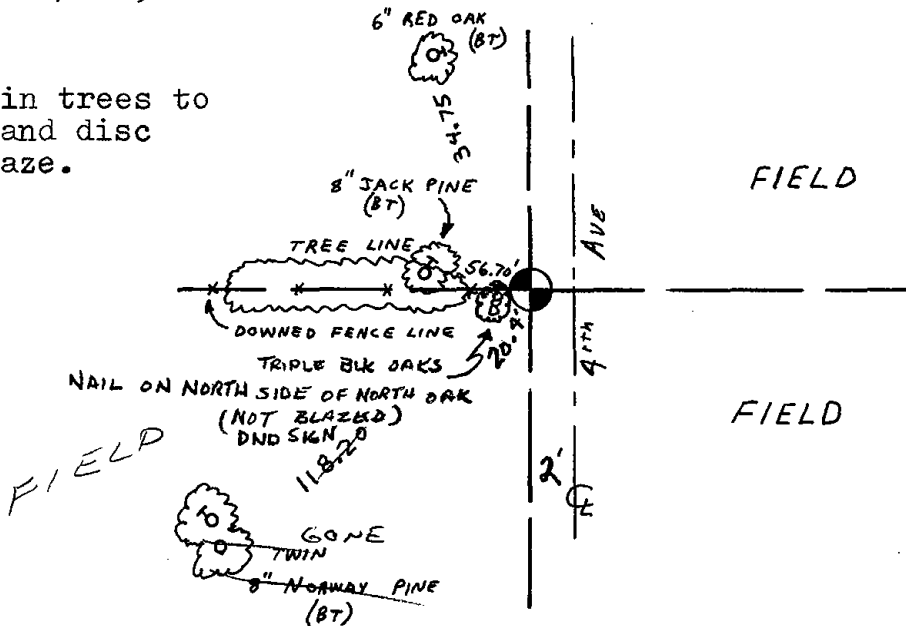 6" RED OAK
(BT)
in trees to
and disc
aze.
34.75
FIELD
8" JACK PINE
(BT)
AVE
TREE LINE
56.70'
DOWNED FENCE LINE
4TH
TRIPLE BLK OAKS
NAIL ON NORTH SIDE OF NORTH OAK
(NOT BLAZED)
DND SIGN
FIELD
118.20
FIELD
2'
GONE
TWIN
8" NORWAY PINE
(BT)